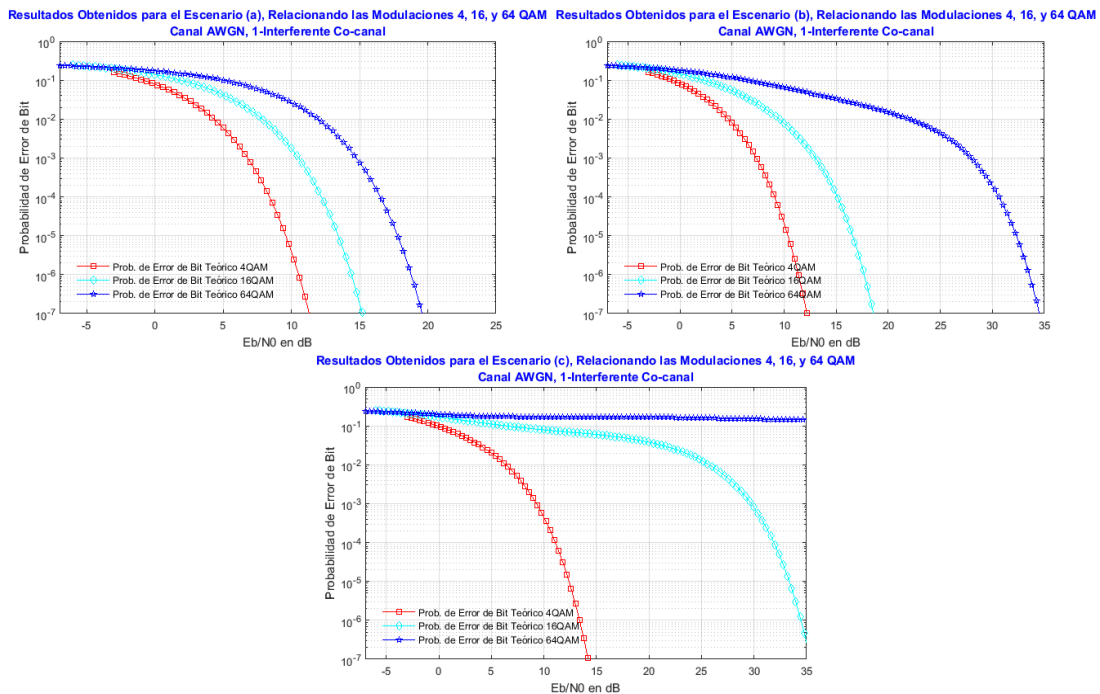 Resultados Obtenidos para el Escenario (a), Relacionando las Modulaciones 4, 16, y 64 QAM
Canal AWGN, 1-Interferente Co-canal
Probabilidad de Error de Bit
10^0
10^-1
10^-2
10^-3
10^-4
10^-5
10^-6
10^-7
Prob. de Error de Bit Teórico 4QAM
Prob. de Error de Bit Teórico 16QAM
Prob. de Error de Bit Teórico 64QAM
-5 0 5 10 15 20 25
Eb/N0 en dB
Resultados Obtenidos para el Escenario (b), Relacionando las Modulaciones 4, 16, y 64 QAM
Canal AWGN, 1-Interferente Co-canal
Probabilidad de Error de Bit
10^0
10^-1
10^-2
10^-3
10^-4
10^-5
10^-6
10^-7
Prob. de Error de Bit Teórico 4QAM
Prob. de Error de Bit Teórico 16QAM
Prob. de Error de Bit Teórico 64QAM
-5 0 5 10 15 20 25 30 35
Eb/N0 en dB
Resultados Obtenidos para el Escenario (c), Relacionando las Modulaciones 4, 16, y 64 QAM
Canal AWGN, 1-Interferente Co-canal
Probabilidad de Error de Bit
10^0
10^-1
10^-2
10^-3
10^-4
10^-5
10^-6
10^-7
Prob. de Error de Bit Teórico 4QAM
Prob. de Error de Bit Teórico 16QAM
Prob. de Error de Bit Teórico 64QAM
-5 0 5 10 15 20 25 30 35
Eb/N0 en dB